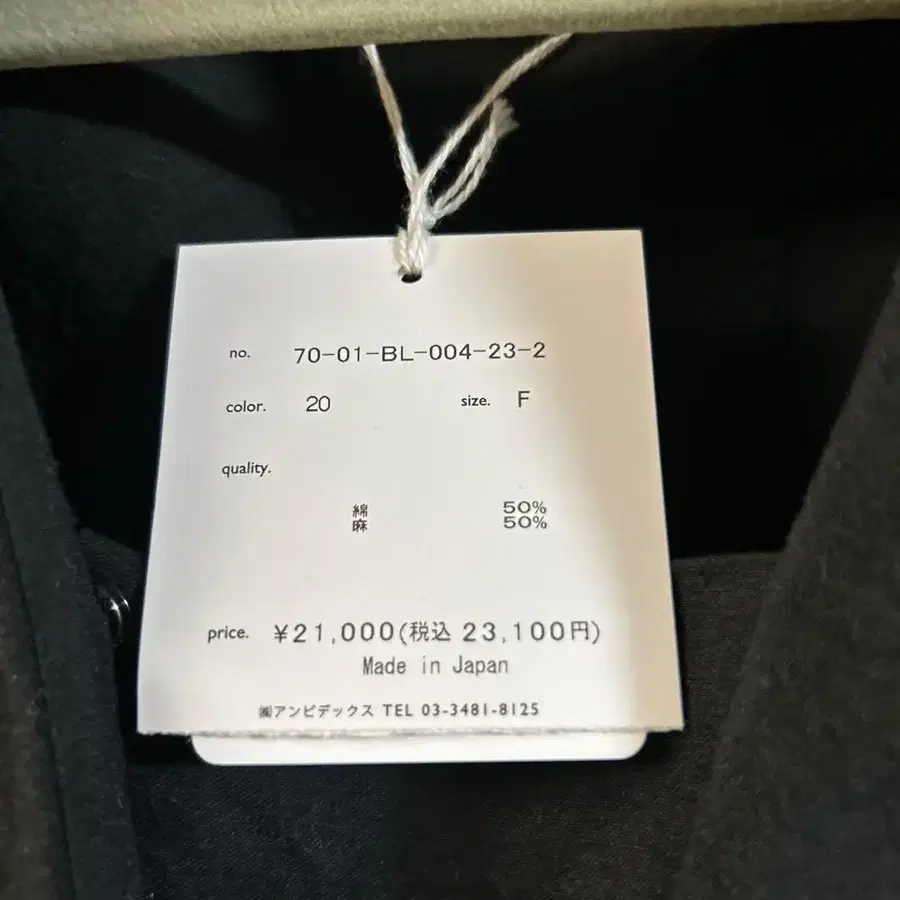 no. 70-01-BL-004-23-2
color. 20 size. F
quality.
綿 50%
麻 50%
price. ¥21,000(税込 23,100円)
Made in Japan
㈱アンビデックス TEL 03-3481-8125